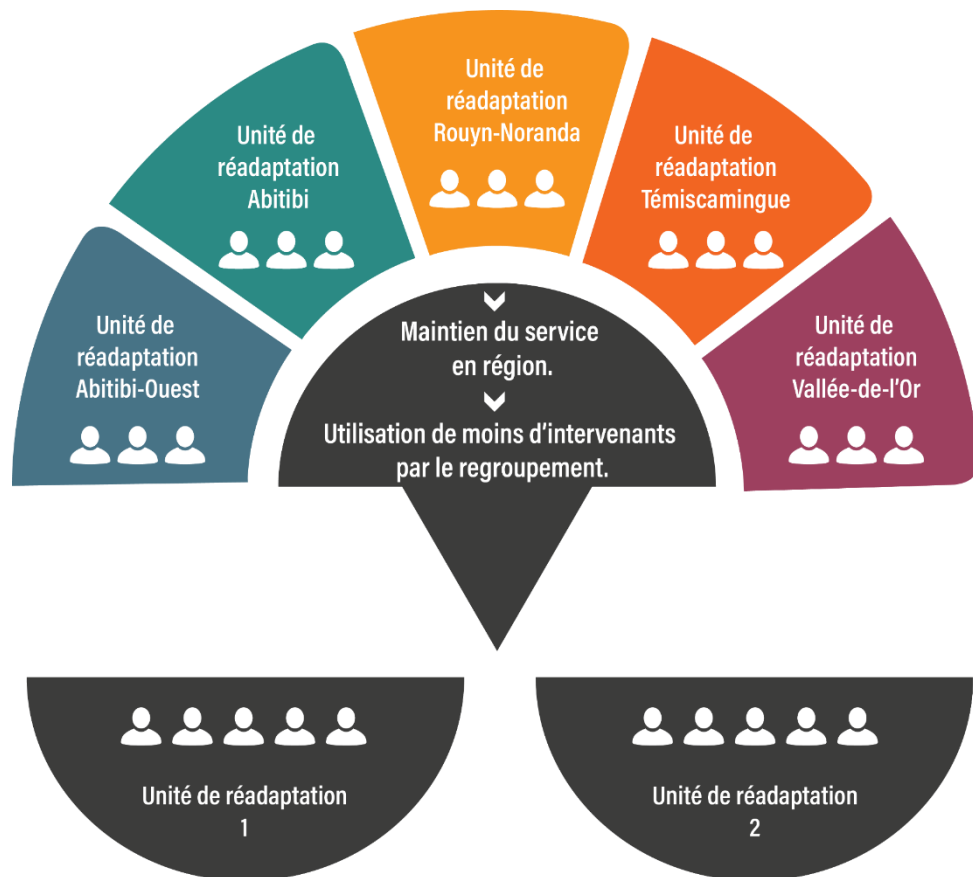 Unité de
réadaptation
Rouyn-Noranda
Unité de
réadaptation
Abitibi
Unité de
réadaptation
Témiscamingue
Unité de
réadaptation
Abitibi-Ouest
Unité de
réadaptation
Vallée-de-l'Or
Maintien du service
en région.
Utilisation de moins d'intervenants
par le regroupement.
Unité de réadaptation
1
Unité de réadaptation
2